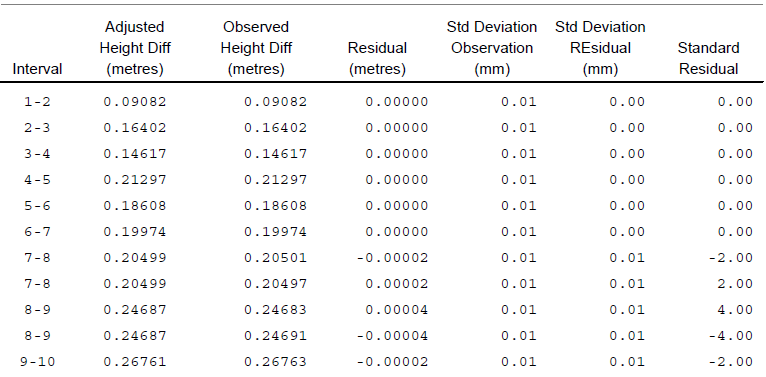 Adjusted Observed Std Deviation Std Deviation
Height Diff Height Diff Residual Observation REsidual Standard
Interval (metres) (metres) (metres) (mm) (mm) Residual
1-2 0.09082 0.09082 0.00000 0.01 0.00 0.00
2-3 0.16402 0.16402 0.00000 0.01 0.00 0.00
3-4 0.14617 0.14617 0.00000 0.01 0.00 0.00
4-5 0.21297 0.21297 0.00000 0.01 0.00 0.00
5-6 0.18608 0.18608 0.00000 0.01 0.00 0.00
6-7 0.19974 0.19974 0.00000 0.01 0.00 0.00
7-8 0.20499 0.20501 -0.00002 0.01 0.01 -2.00
7-8 0.20499 0.20497 0.00002 0.01 0.01 2.00
8-9 0.24687 0.24683 0.00004 0.01 0.01 4.00
8-9 0.24687 0.24691 -0.00004 0.01 0.01 -4.00
9-10 0.26761 0.26763 -0.00002 0.01 0.01 -2.00